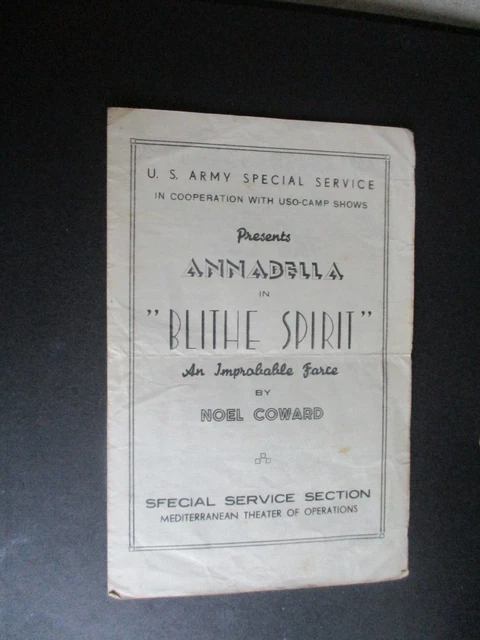 U. S. ARMY SPECIAL SERVICE
IN COOPERATION WITH USO-CAMP SHOWS
Presents
ANNADELLA
IN
"BLITHE SPIRIT"
An Improbable Farce
BY
NOEL COWARD
SFECIAL SERVICE SECTION
MEDITERRANEAN THEATER OF OPERATIONS